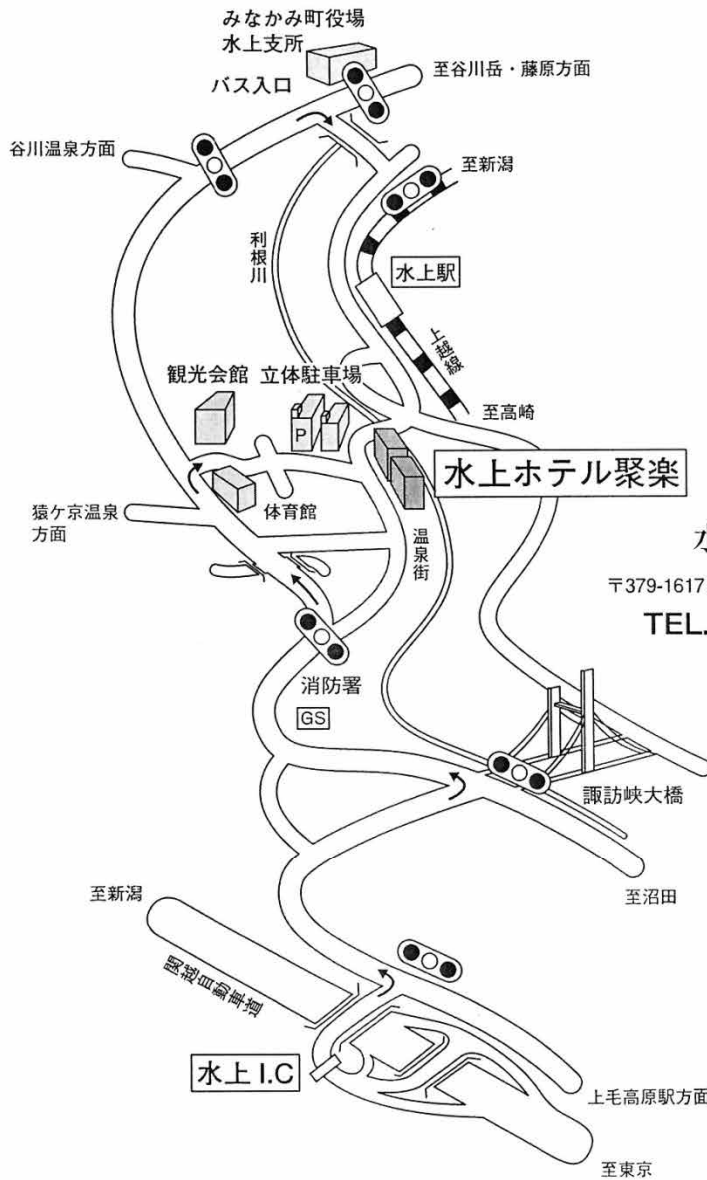 みなかみ町役場
水上支所
バス入口
至谷川岳・藤原方面
谷川温泉方面
至新潟
利根川
水上駅
上越線
観光会館
立体駐車場
P
至高崎
水上ホテル聚楽
猿ケ京温泉
方面
体育館
温泉街
水
〒379-1617
TEL.
消防署
GS
諏訪峡大橋
至沼田
至新潟
関越自動車道
水上I.C
上毛高原駅方面
至東京